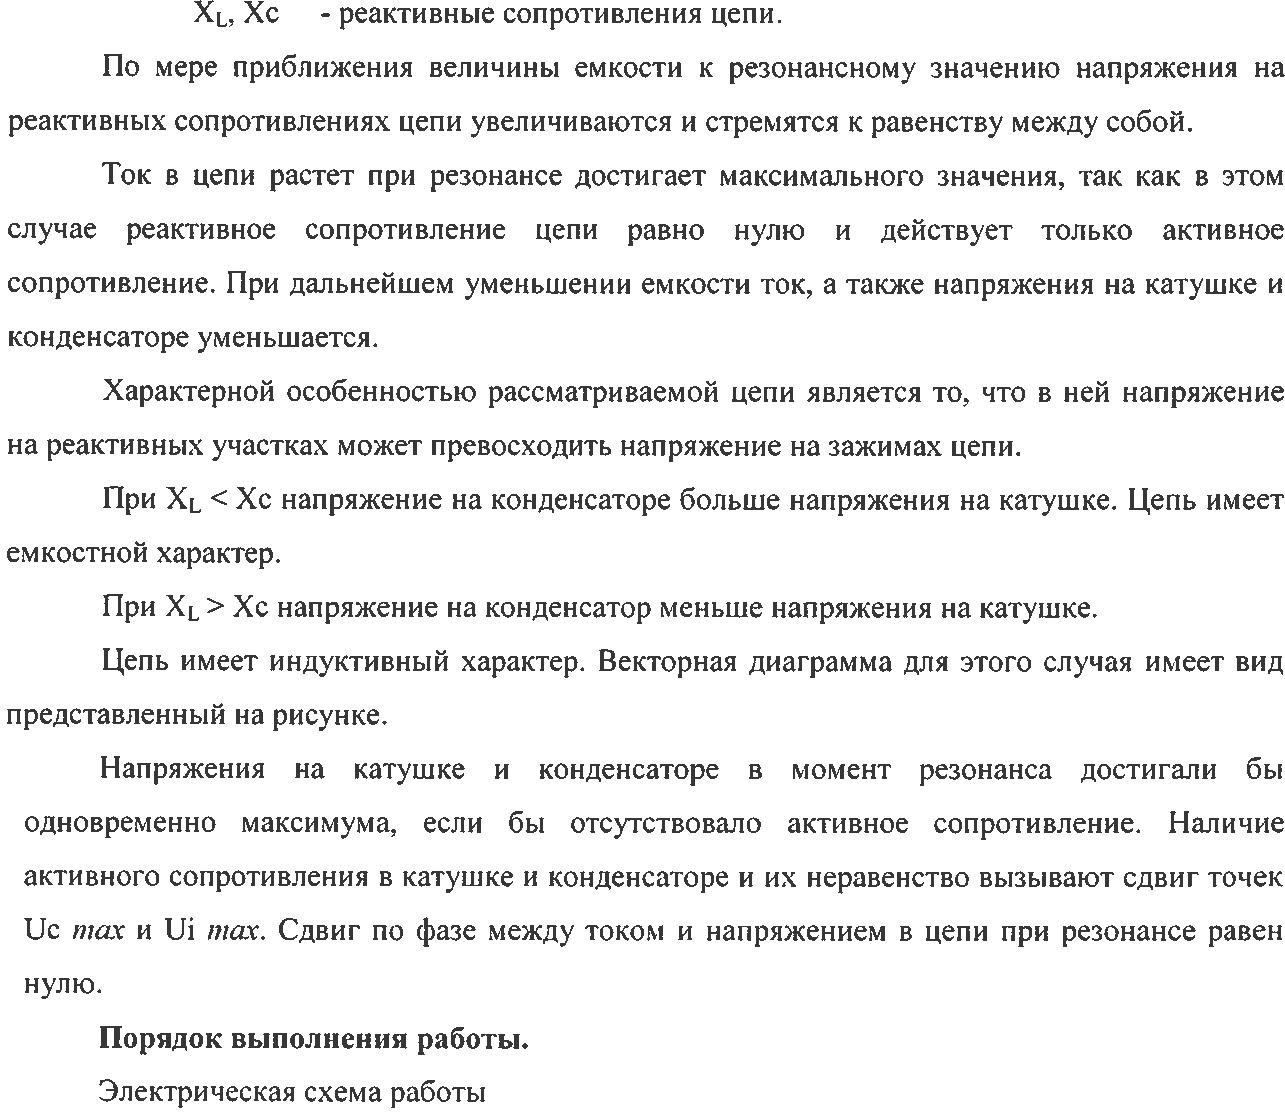 XL, Xc - реактивные сопротивления цепи.
По мере приближения величины емкости к резонансному значению напряжения на
реактивных сопротивлениях цепи увеличиваются и стремятся к равенству между собой.
Ток в цепи растет при резонансе достигает максимального значения, так как в этом
случае реактивное сопротивление цепи равно нулю и действует только активное
сопротивление. При дальнейшем уменьшении емкости ток, а также напряжения на катушке и
конденсаторе уменьшается.
Характерной особенностью рассматриваемой цепи является то, что в ней напряжение
на реактивных участках может превосходить напряжение на зажимах цепи.
При XL < Xc напряжение на конденсаторе больше напряжения на катушке. Цепь имеет
емкостной характер.
При XL > Xc напряжение на конденсатор меньше напряжения на катушке.
Цепь имеет индуктивный характер. Векторная диаграмма для этого случая имеет вид
представленный на рисунке.
Напряжения на катушке и конденсаторе в момент резонанса достигали бы
одновременно максимума, если бы отсутствовало активное сопротивление. Наличие
активного сопротивления в катушке и конденсаторе и их неравенство вызывают сдвиг точек
Uc max и Ui max. Сдвиг по фазе между током и напряжением в цепи при резонансе равен
нулю.
Порядок выполнения работы.
Электрическая схема работы